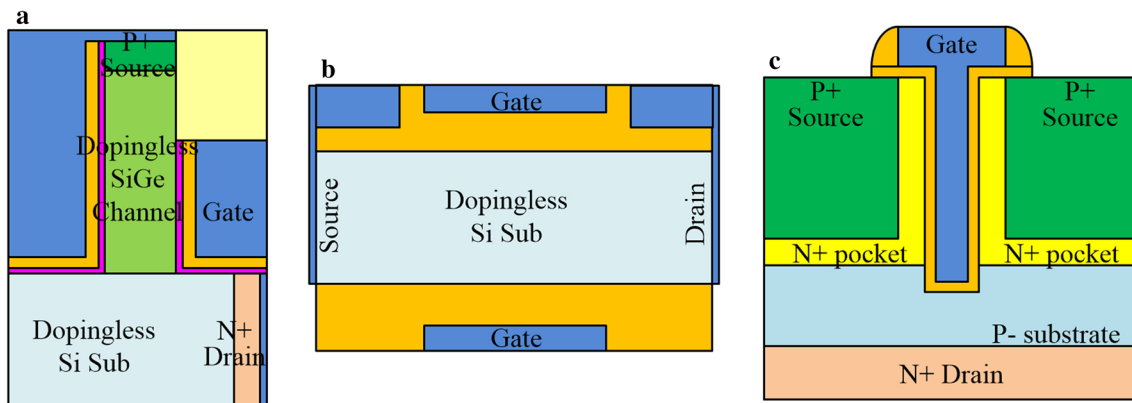 a
P+
Source
Dopingless
SiGe
Channel
Gate
Dopingless
Si Sub
N+
Drain
b
Gate
Source
Dopingless
Si Sub
Drain
Gate
c
Gate
P+
Source
P+
Source
N+ pocket
N+ pocket
P- substrate
N+ Drain